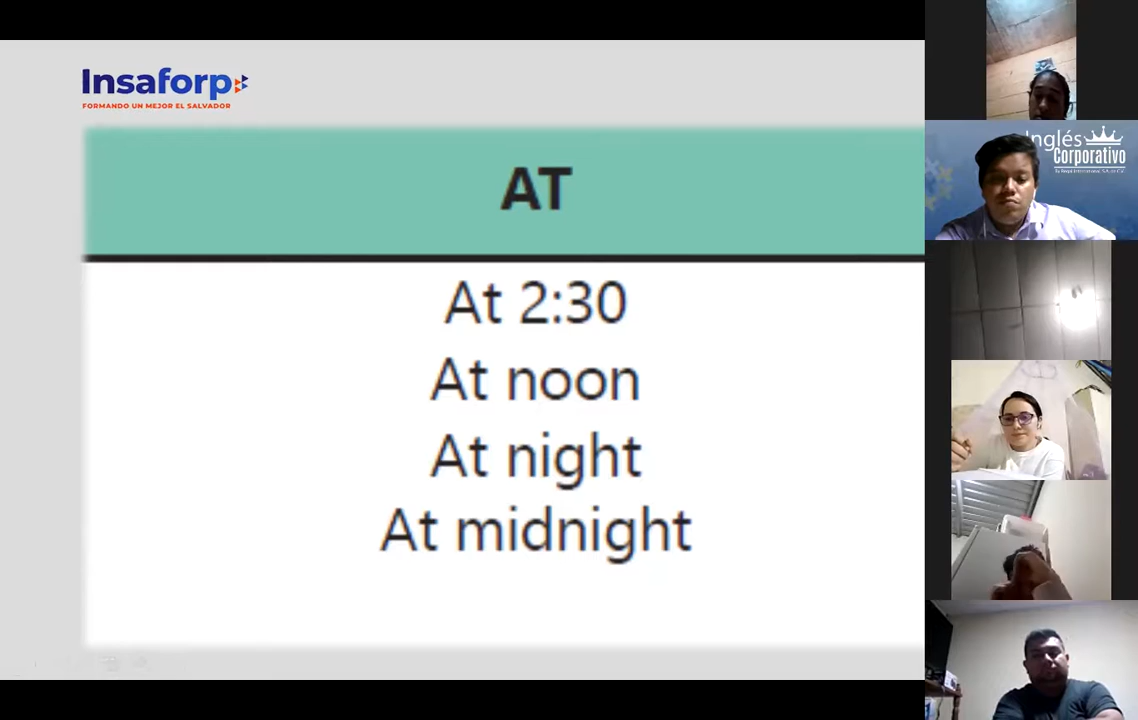 Insaforp
FORMANDO UN MEJOR EL SALVADOR
AT
At 2:30
At noon
At night
At midnight
Inglés
Corporativo